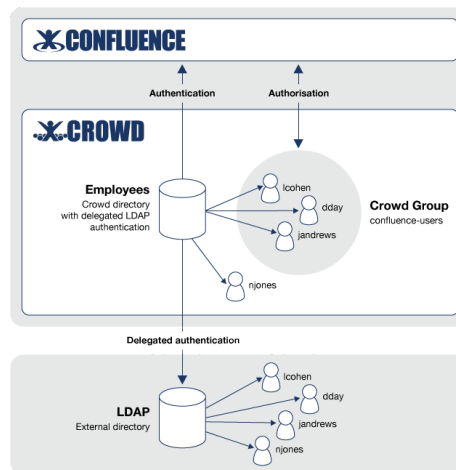 CONFLUENCE
Authentication
Authorisation
CROWD
Employees
Crowd directory
with delegated LDAP
authentication
lcohen
dday
jandrews
njones
Crowd Group
confluence-users
Delegated authentication
LDAP
External directory
lcohen
dday
jandrews
njones